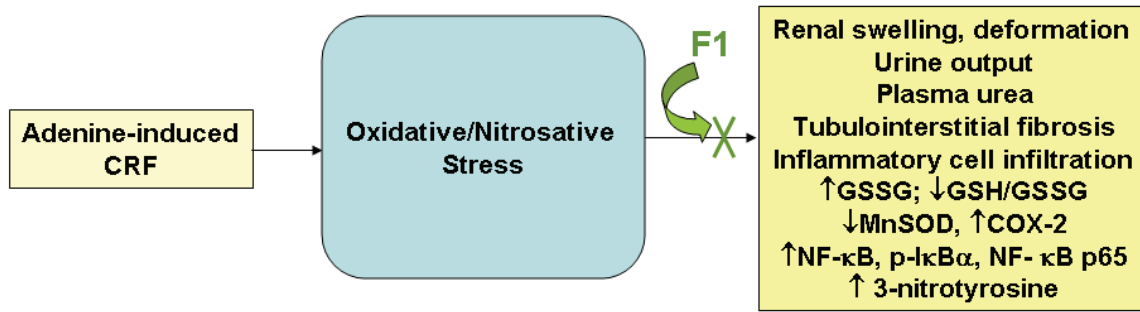 Adenine-induced
CRF
Oxidative/Nitrosative
Stress
F1
Renal swelling, deformation
Urine output
Plasma urea
Tubulointerstitial fibrosis
Inflammatory cell infiltration
↑GSSG; ↓GSH/GSSG
↓MnSOD, ↑COX-2
↑NF-κB, p-IκBα, NF- κB p65
↑ 3-nitrotyrosine